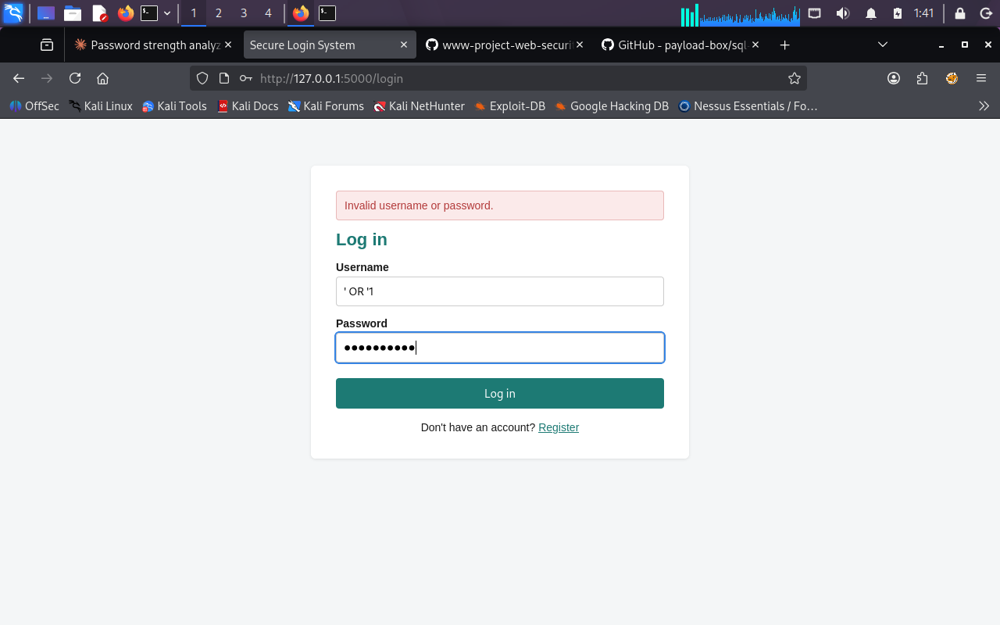 1 2 3 4 1:41
Password strength analyz
Secure Login System
www-project-web-securi
GitHub - payload-box/sql-
http://127.0.0.1:5000/login
OffSec Kali Linux Kali Tools Kali Docs Kali Forums Kali NetHunter Exploit-DB Google Hacking DB Nessus Essentials / Fo…
Invalid username or password.
Log in
Username
' OR '1
Password
●●●●●●●●●●
Log in
Don't have an account? Register